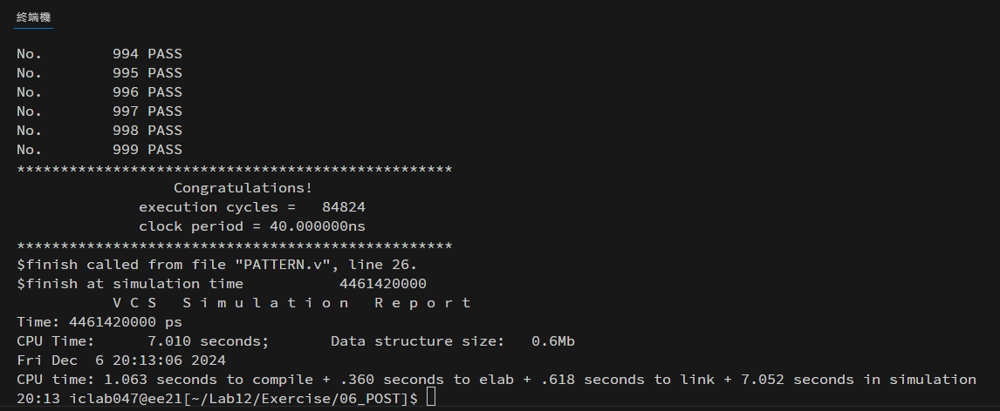 終端機
No.        994 PASS
No.        995 PASS
No.        996 PASS
No.        997 PASS
No.        998 PASS
No.        999 PASS
**************************************************
                  Congratulations!
              execution cycles =   84824
              clock period = 40.000000ns
**************************************************
$finish called from file "PATTERN.v", line 26.
$finish at simulation time           4461420000
           V C S   S i m u l a t i o n   R e p o r t
Time: 4461420000 ps
CPU Time:      7.010 seconds;       Data structure size:   0.6Mb
Fri Dec  6 20:13:06 2024
CPU time: 1.063 seconds to compile + .360 seconds to elab + .618 seconds to link + 7.052 seconds in simulation
20:13 iclab047@ee21[~/Lab12/Exercise/06_POST]$